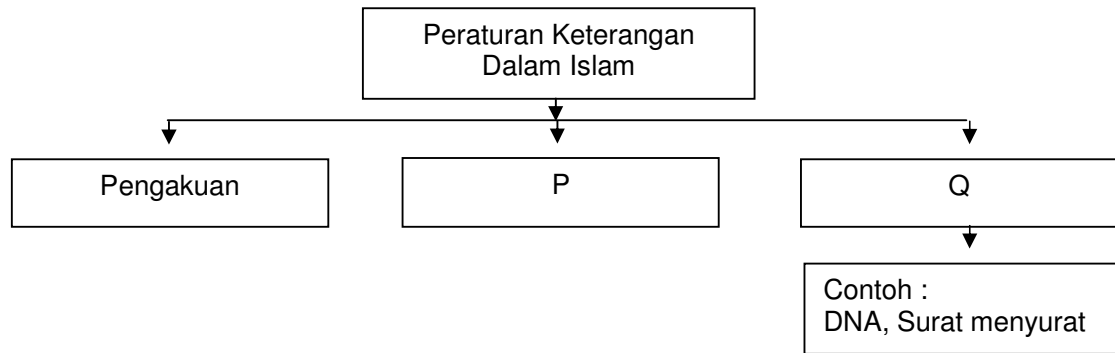 Peraturan Keterangan
Dalam Islam
Pengakuan
P
Q
Contoh :
DNA, Surat menyurat